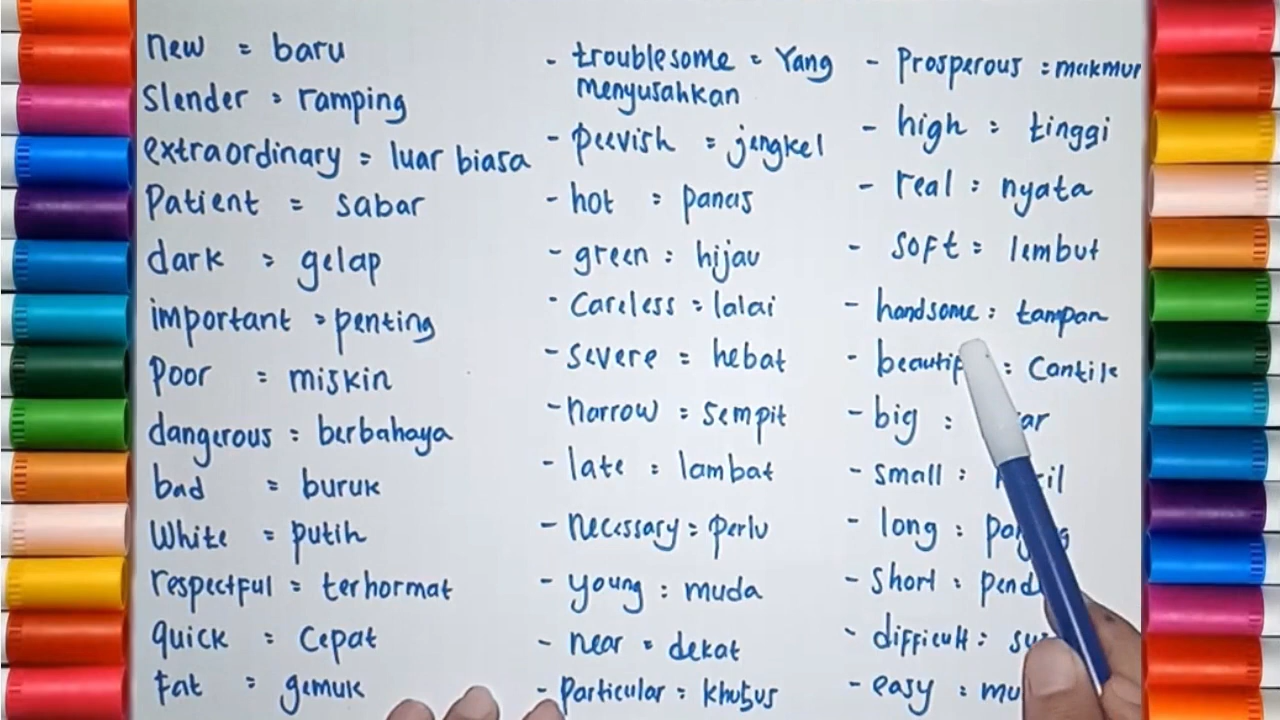 new = baru
Slender = ramping
extraordinary = luar biasa
Patient = sabar
dark = gelap
important = penting
Poor = miskin
dangerous = berbahaya
bad = buruk
White = putih
respectful = terhormat
quick = Cepat
Fat = gemuk
- troublesome = Yang
menyusahkan
- Peevish = jengkel
- hot = panas
- green = hijau
- Careless = lalai
- Severe = hebat
- narrow = Sempit
- late = lambat
- necessary = perlu
- young = muda
- near = dekat
- Particular = khusus
- Prosperous = makmur
- high = tinggi
- real = nyata
- Soft = lembut
- handsome = tampan
- = Cantik
- big =
- small =
- long =
- Short =
- difficult =
- easy =